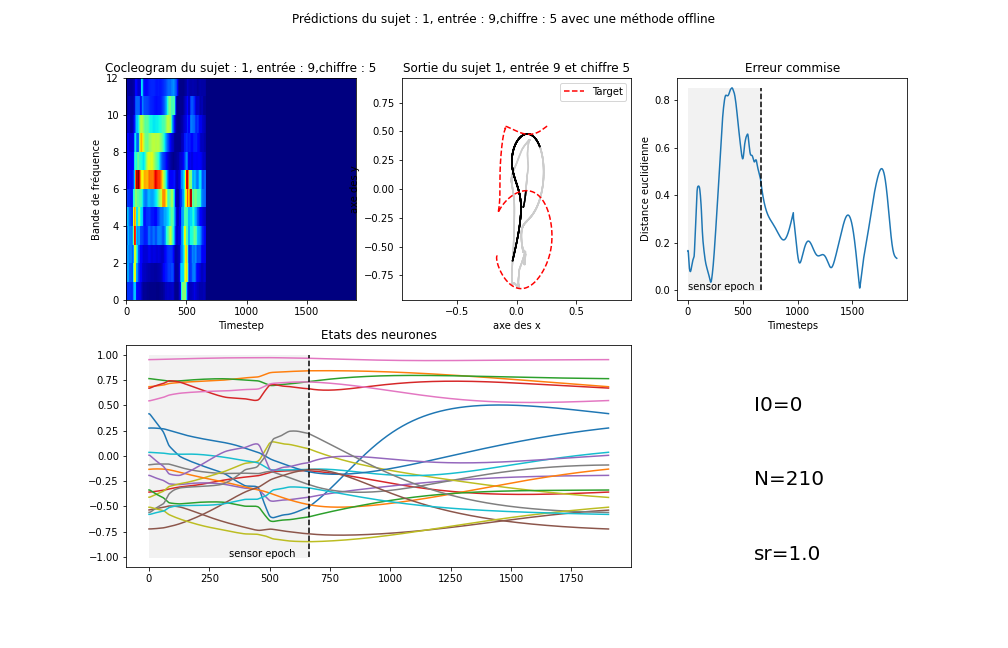 Prédictions du sujet : 1, entrée : 9,chiffre : 5 avec une méthode offline
Cocleogram du sujet : 1, entrée : 9,chiffre : 5
12
10
8
6
4
2
0
Bande de fréquence
0 500 1000 1500
Timestep
Sortie du sujet 1, entrée 9 et chiffre 5
Target
0.75
0.50
0.25
0.00
−0.25
−0.50
−0.75
−0.5 0.0 0.5
axe des x
Erreur commise
0.8
0.6
0.4
0.2
0.0
Distance euclidienne
sensor epoch
0 500 1000 1500
Timesteps
Etats des neurones
1.00
0.75
0.50
0.25
0.00
−0.25
−0.50
−0.75
−1.00
sensor epoch
0 250 500 750 1000 1250 1500 1750
I0=0
N=210
sr=1.0